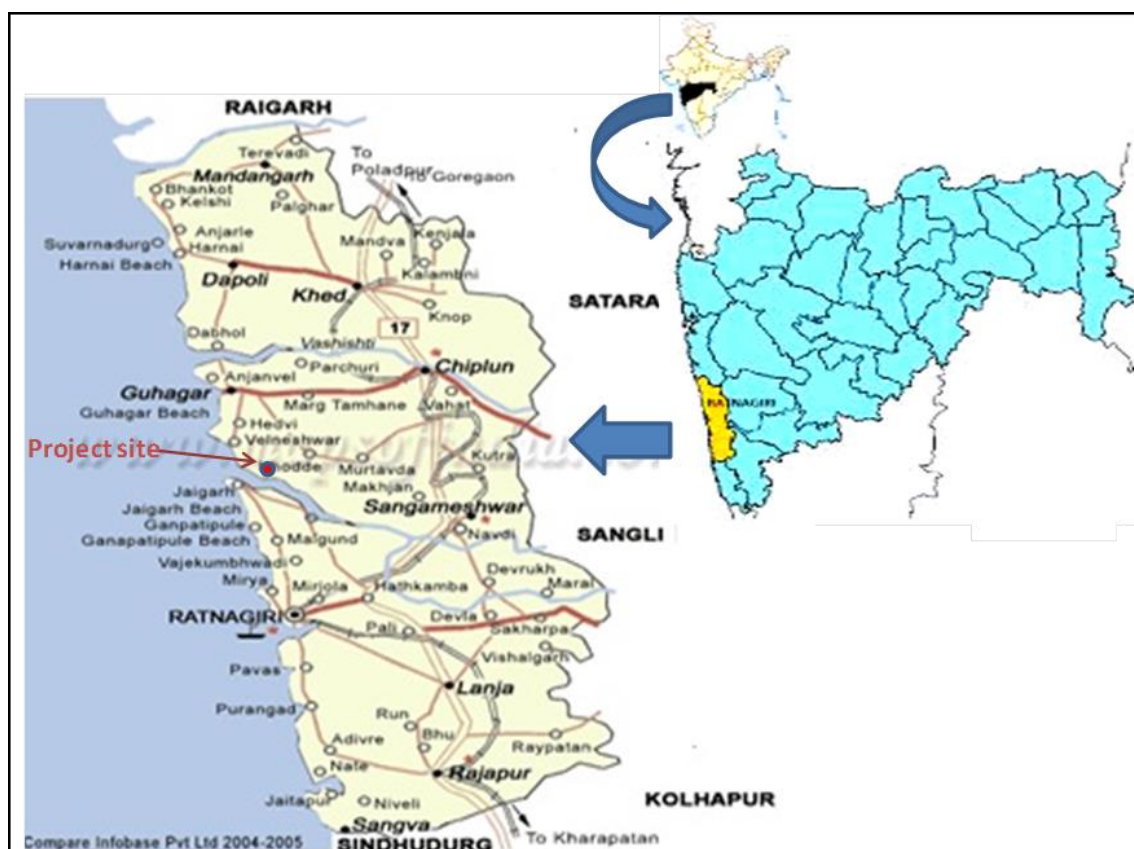 RAIGARH
Terevadi
To
Poladpur
To Goregaon
Mandangarh
Bhankot
Kelshi
Palghar
Anjarle
Mandva
Kenjala
Suvarnadurg
Harnai
Harnai Beach
Kalambni
Dapoli
Khed
SATARA
Knop
17
Dabhol
Vashishti
Parchuri
Chiplun
Anjanvel
Guhagar
Marg Tamhane
Vahat
Guhagar Beach
RATNAGIRI
Hedvi
Velneshwar
Project site
odde
Murtavda
Kutra
Makhjan
Jaigarh
Jaigarh Beach
Sangameshwar
Ganpatipule
Ganapatipule Beach
Malgund
Navdi
SANGLI
Vajekumbhwadi
Devrukh
Mirya
Mirjola
Hathkamba
Maral
RATNAGIRI
Devla
Pali
Sakharpa
Vishalgarh
Pavas
Lanja
Purangad
Run
Bhu
Raypatan
Adivre
Nate
Rajapur
Jaitapur
Niveli
KOLHAPUR
Sangva
To Kharapatan
Compare Infobase Pvt Ltd 2004-2005
SINDHUDURG